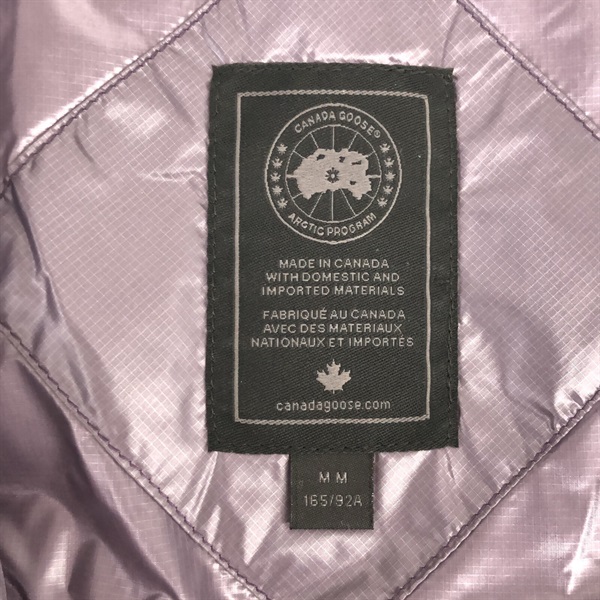 CANADA GOOSE®
ARCTIC PROGRAM
MADE IN CANADA
WITH DOMESTIC AND
IMPORTED MATERIALS
FABRIQUÉ AU CANADA
AVEC DES MATERIAUX
NATIONAUX ET IMPORTÉS
canadagoose.com
M M
165/92A